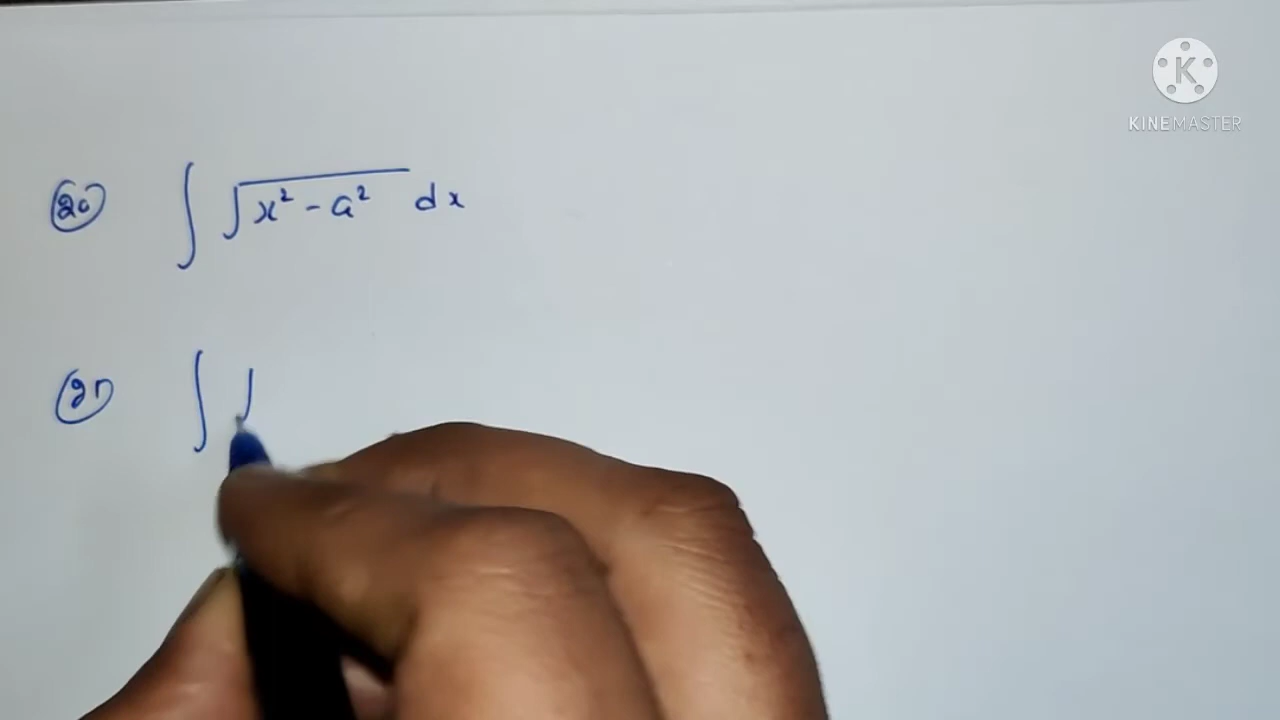 K
KINEMASTER
20 ∫ √x² - a² dx
21 ∫ √